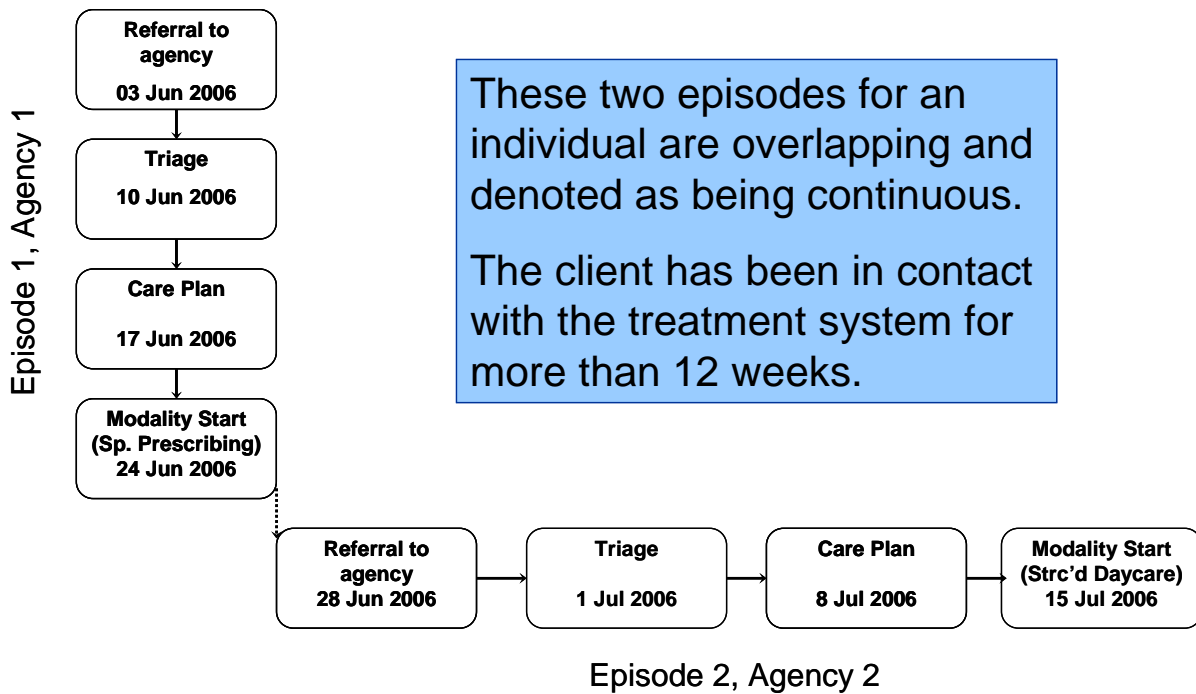 Episode 1, Agency 1
Referral to
agency
03 Jun 2006
Triage
10 Jun 2006
Care Plan
17 Jun 2006
Modality Start
(Sp. Prescribing)
24 Jun 2006
These two episodes for an
individual are overlapping and
denoted as being continuous.
The client has been in contact
with the treatment system for
more than 12 weeks.
Referral to
agency
28 Jun 2006
Triage
1 Jul 2006
Care Plan
8 Jul 2006
Modality Start
(Strc'd Daycare)
15 Jul 2006
Episode 2, Agency 2